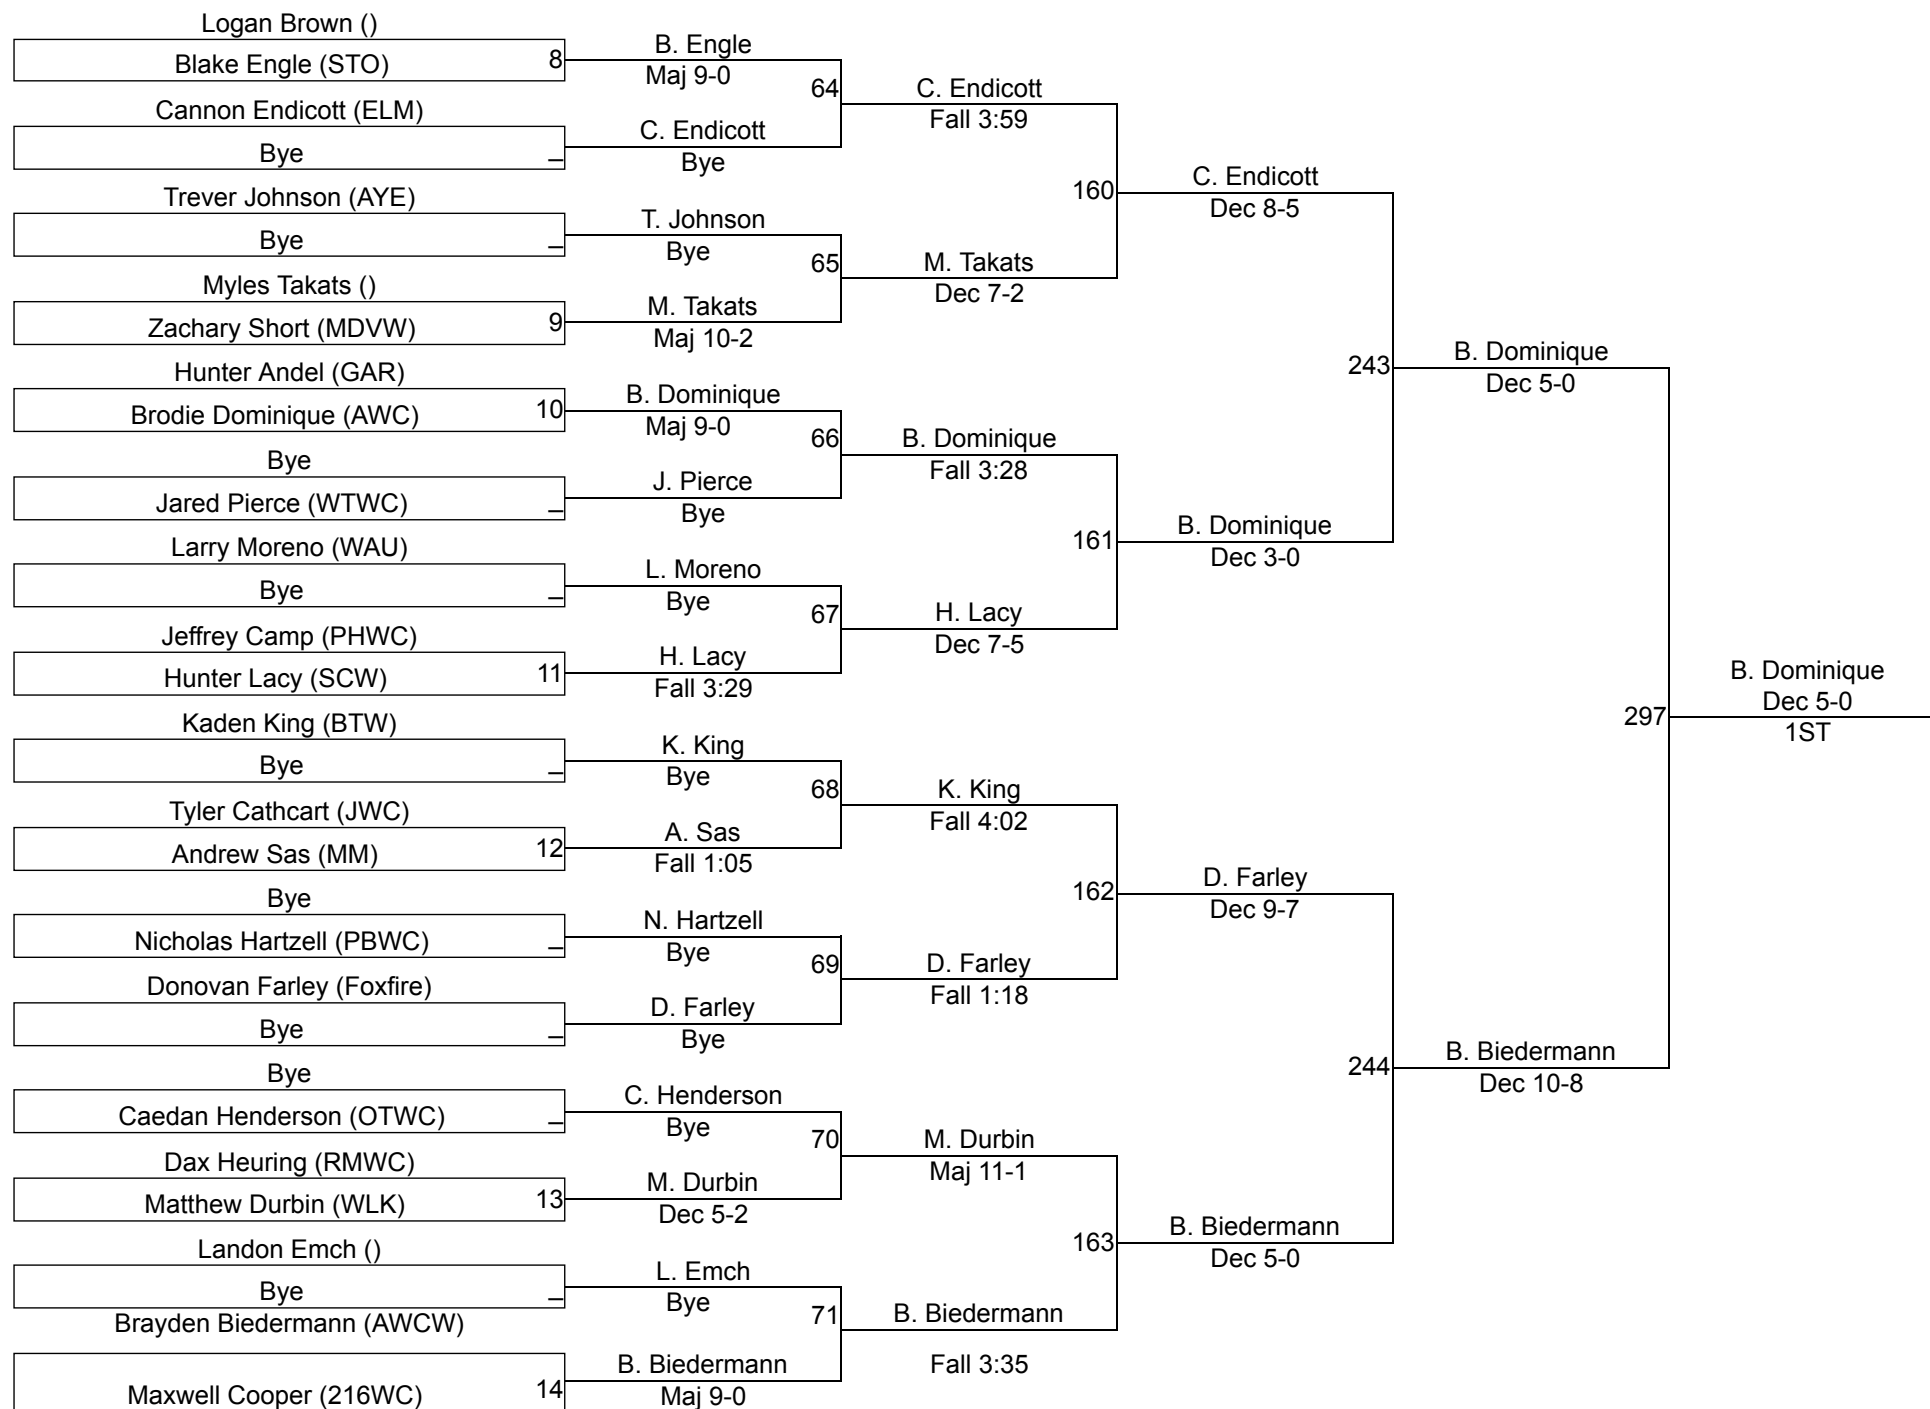 Logan Brown ()
Blake Engle (STO)
8
Cannon Endicott (ELM)
Bye
_
Trever Johnson (AYE)
Bye
_
Myles Takats ()
Zachary Short (MDVW)
9
Hunter Andel (GAR)
Brodie Dominique (AWC)
10
Bye
Jared Pierce (WTWC)
_
Larry Moreno (WAU)
Bye
_
Jeffrey Camp (PHWC)
Hunter Lacy (SCW)
11
Kaden King (BTW)
Bye
_
Tyler Cathcart (JWC)
Andrew Sas (MM)
12
Bye
Nicholas Hartzell (PBWC)
_
Donovan Farley (Foxfire)
Bye
_
Bye
Caedan Henderson (OTWC)
_
Dax Heuring (RMWC)
Matthew Durbin (WLK)
13
Landon Emch ()
Bye
_
Brayden Biedermann (AWCW)
Maxwell Cooper (216WC)
14
B. Engle
Maj 9-0
64
C. Endicott
Bye
T. Johnson
Bye
65
M. Takats
Maj 10-2
B. Dominique
Maj 9-0
66
J. Pierce
Bye
L. Moreno
Bye
67
H. Lacy
Fall 3:29
K. King
Bye
68
A. Sas
Fall 1:05
N. Hartzell
Bye
69
D. Farley
Bye
C. Henderson
Bye
70
M. Durbin
Dec 5-2
L. Emch
Bye
71
B. Biedermann
Maj 9-0
C. Endicott
Fall 3:59
160
M. Takats
Dec 7-2
B. Dominique
Fall 3:28
161
H. Lacy
Dec 7-5
K. King
Fall 4:02
162
D. Farley
Fall 1:18
M. Durbin
Maj 11-1
163
B. Biedermann
Fall 3:35
C. Endicott
Dec 8-5
243
B. Dominique
Dec 3-0
D. Farley
Dec 9-7
244
B. Biedermann
Dec 5-0
B. Dominique
Dec 5-0
297
B. Biedermann
Dec 10-8
B. Dominique
Dec 5-0
1ST